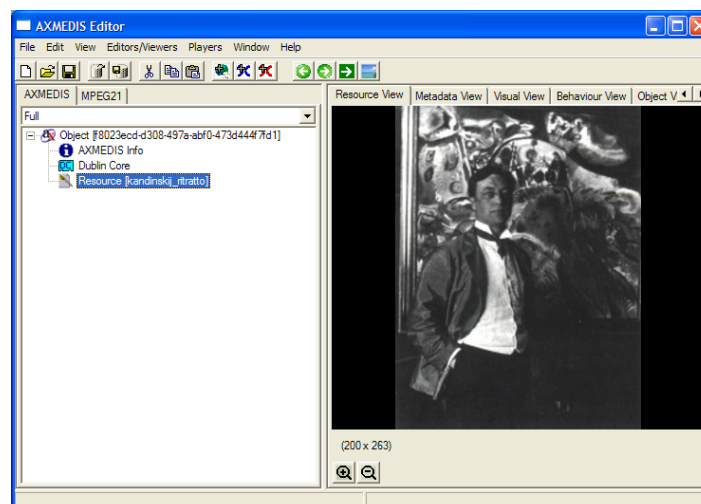 AXMEDIS Editor
File Edit View Editors/Viewers Players Window Help
AXMEDIS MPEG21
Resource View Metadata View Visual View Behaviour View Object V
Full
Object [f8023ecd-d308-497a-abf0-473d444f7fd1]
AXMEDIS Info
Dublin Core
Resource [kandinskij_ritratto]
(200 x 263)